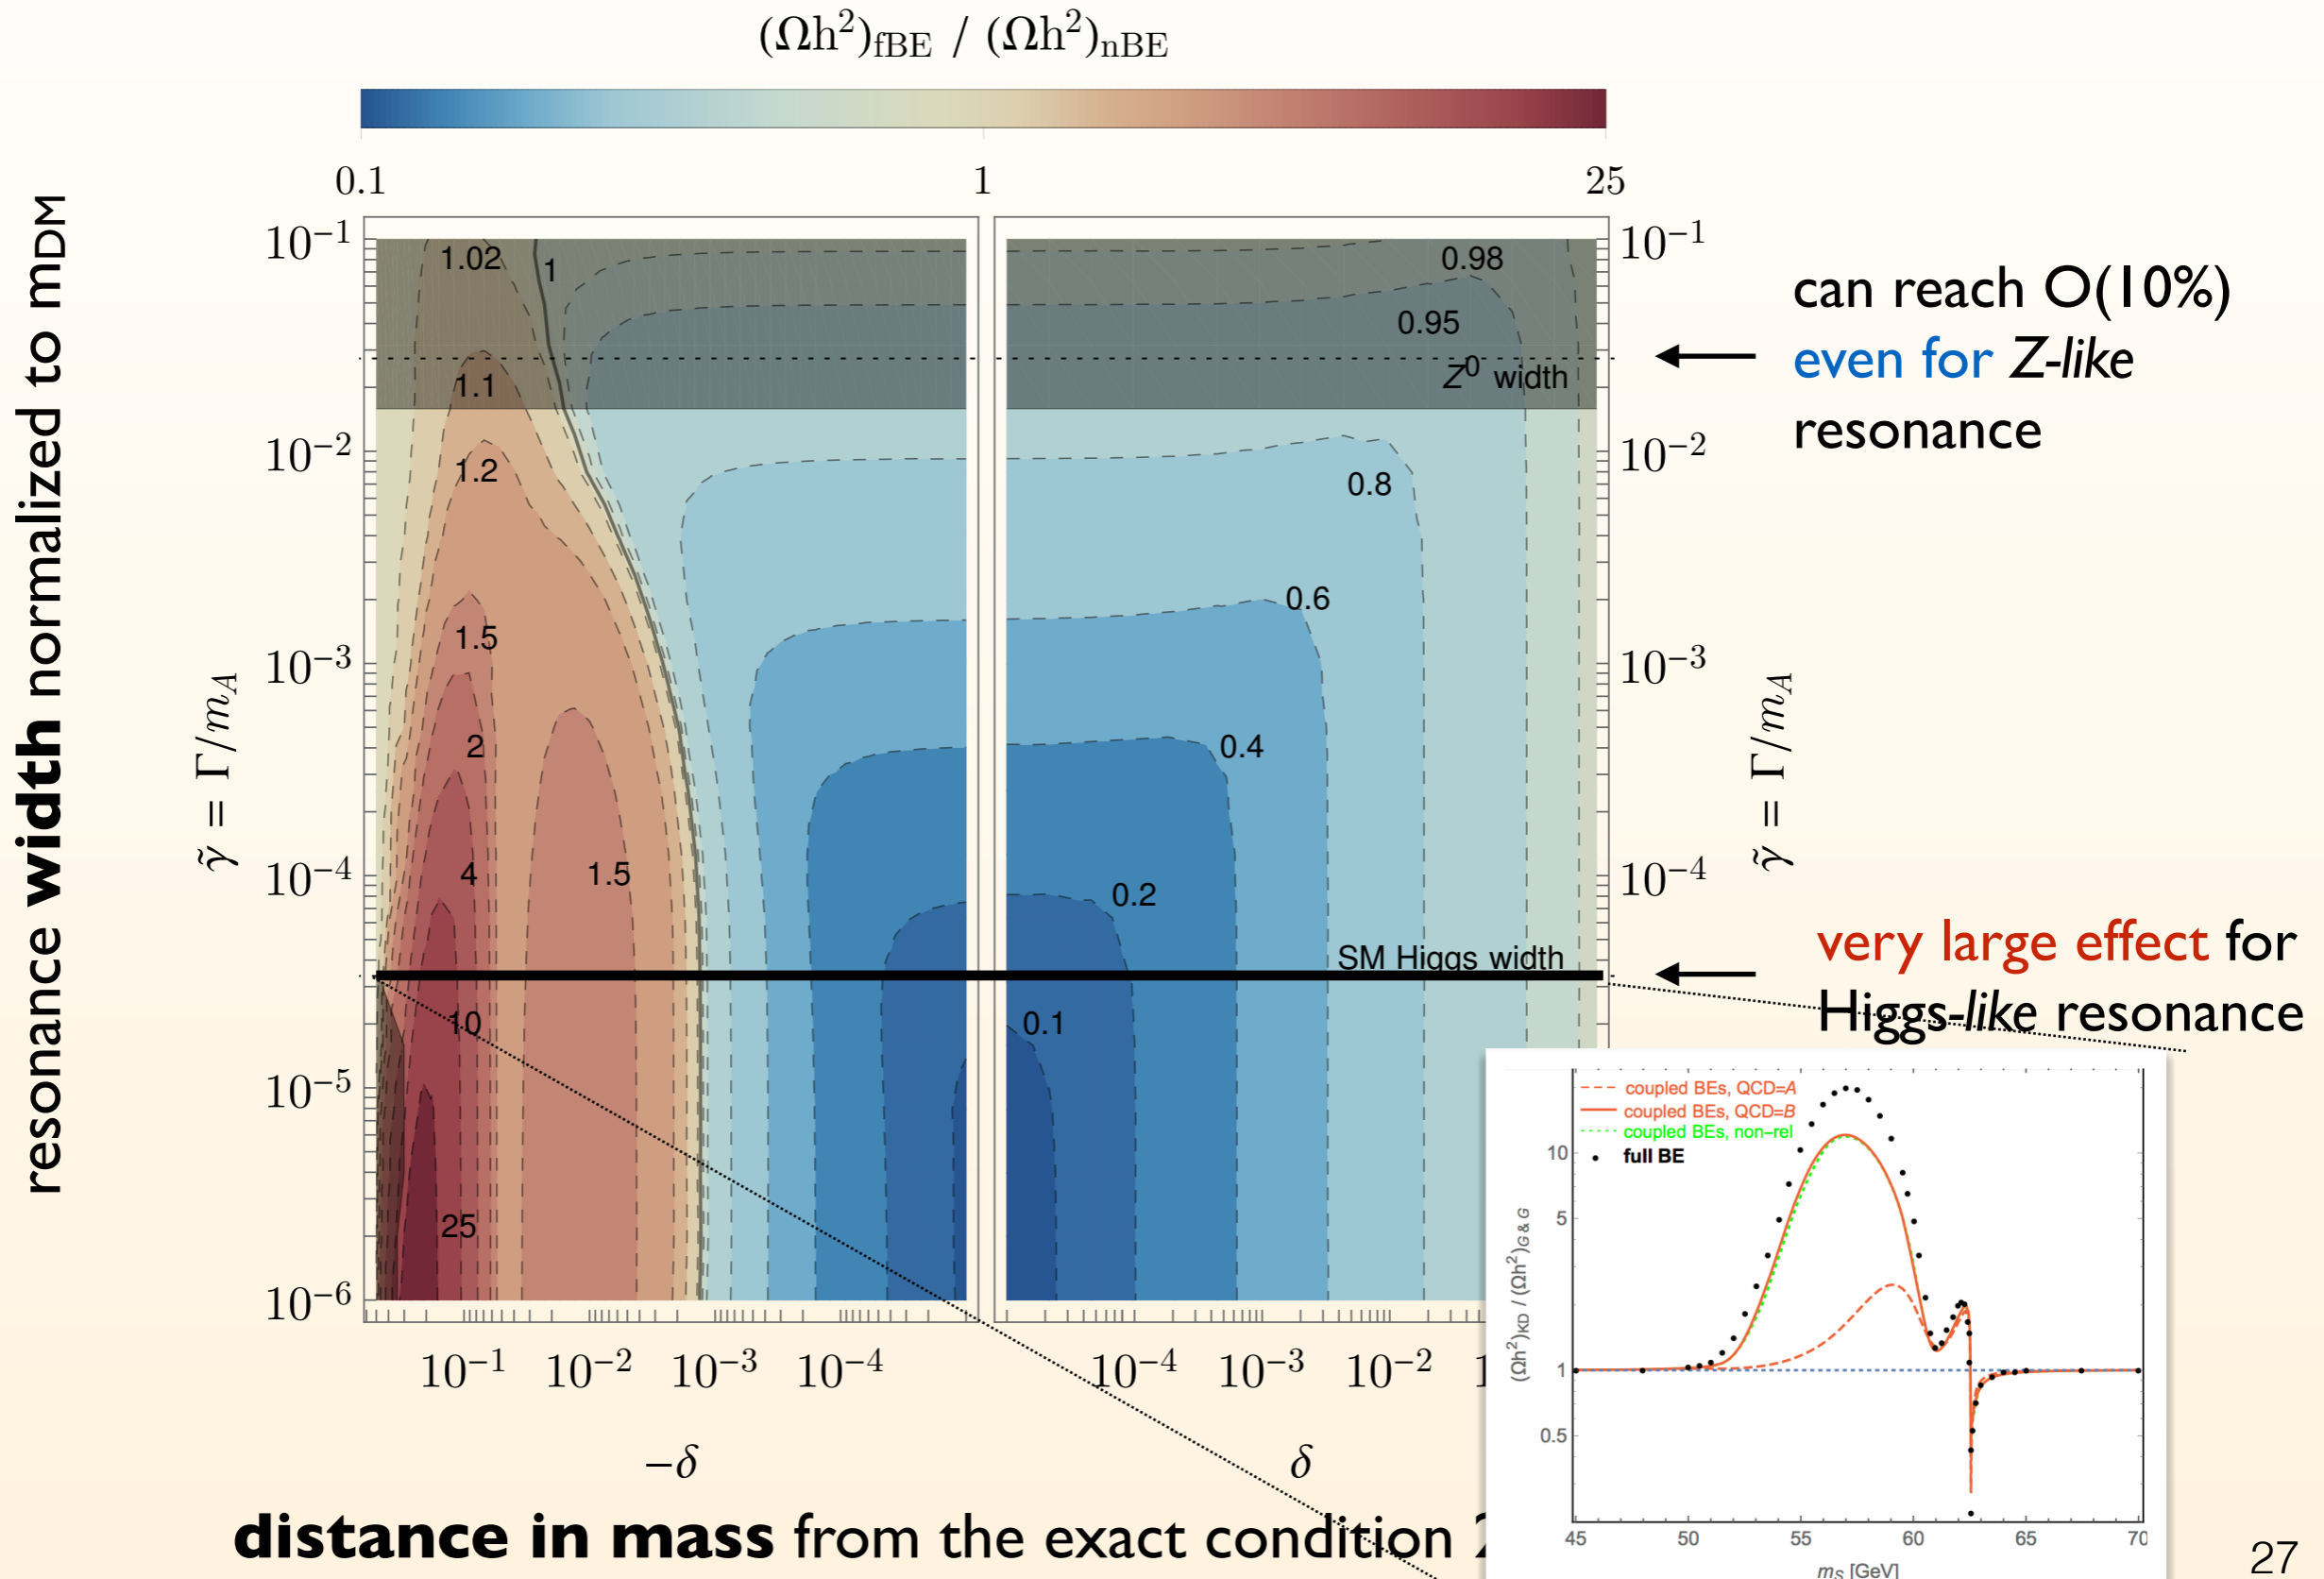 (Ωh²)fBE / (Ωh²)nBE
0.1
1
25
resonance width normalized to mDM
γ̃ = Γ/mA
10⁻¹
10⁻²
10⁻³
10⁻⁴
10⁻⁵
10⁻⁶
1.02
1
1.1
1.2
1.5
2
4
1.5
10
25
0.98
0.95
Z⁰ width
0.8
0.6
0.4
0.2
SM Higgs width
0.1
10⁻¹
10⁻²
10⁻³
10⁻⁴
γ̃ = Γ/mA
can reach O(10%)
even for Z-like
resonance
very large effect for
Higgs-like resonance
10⁻¹ 10⁻² 10⁻³ 10⁻⁴
10⁻⁴ 10⁻³ 10⁻² 1
−δ
δ
distance in mass from the exact condition
coupled BEs, QCD=A
coupled BEs, QCD=B
coupled BEs, non−rel
full BE
(Ωh²)KD / (Ωh²)G & G
10
5
1
0.5
45 50 55 60 65 70
mS [GeV]
27